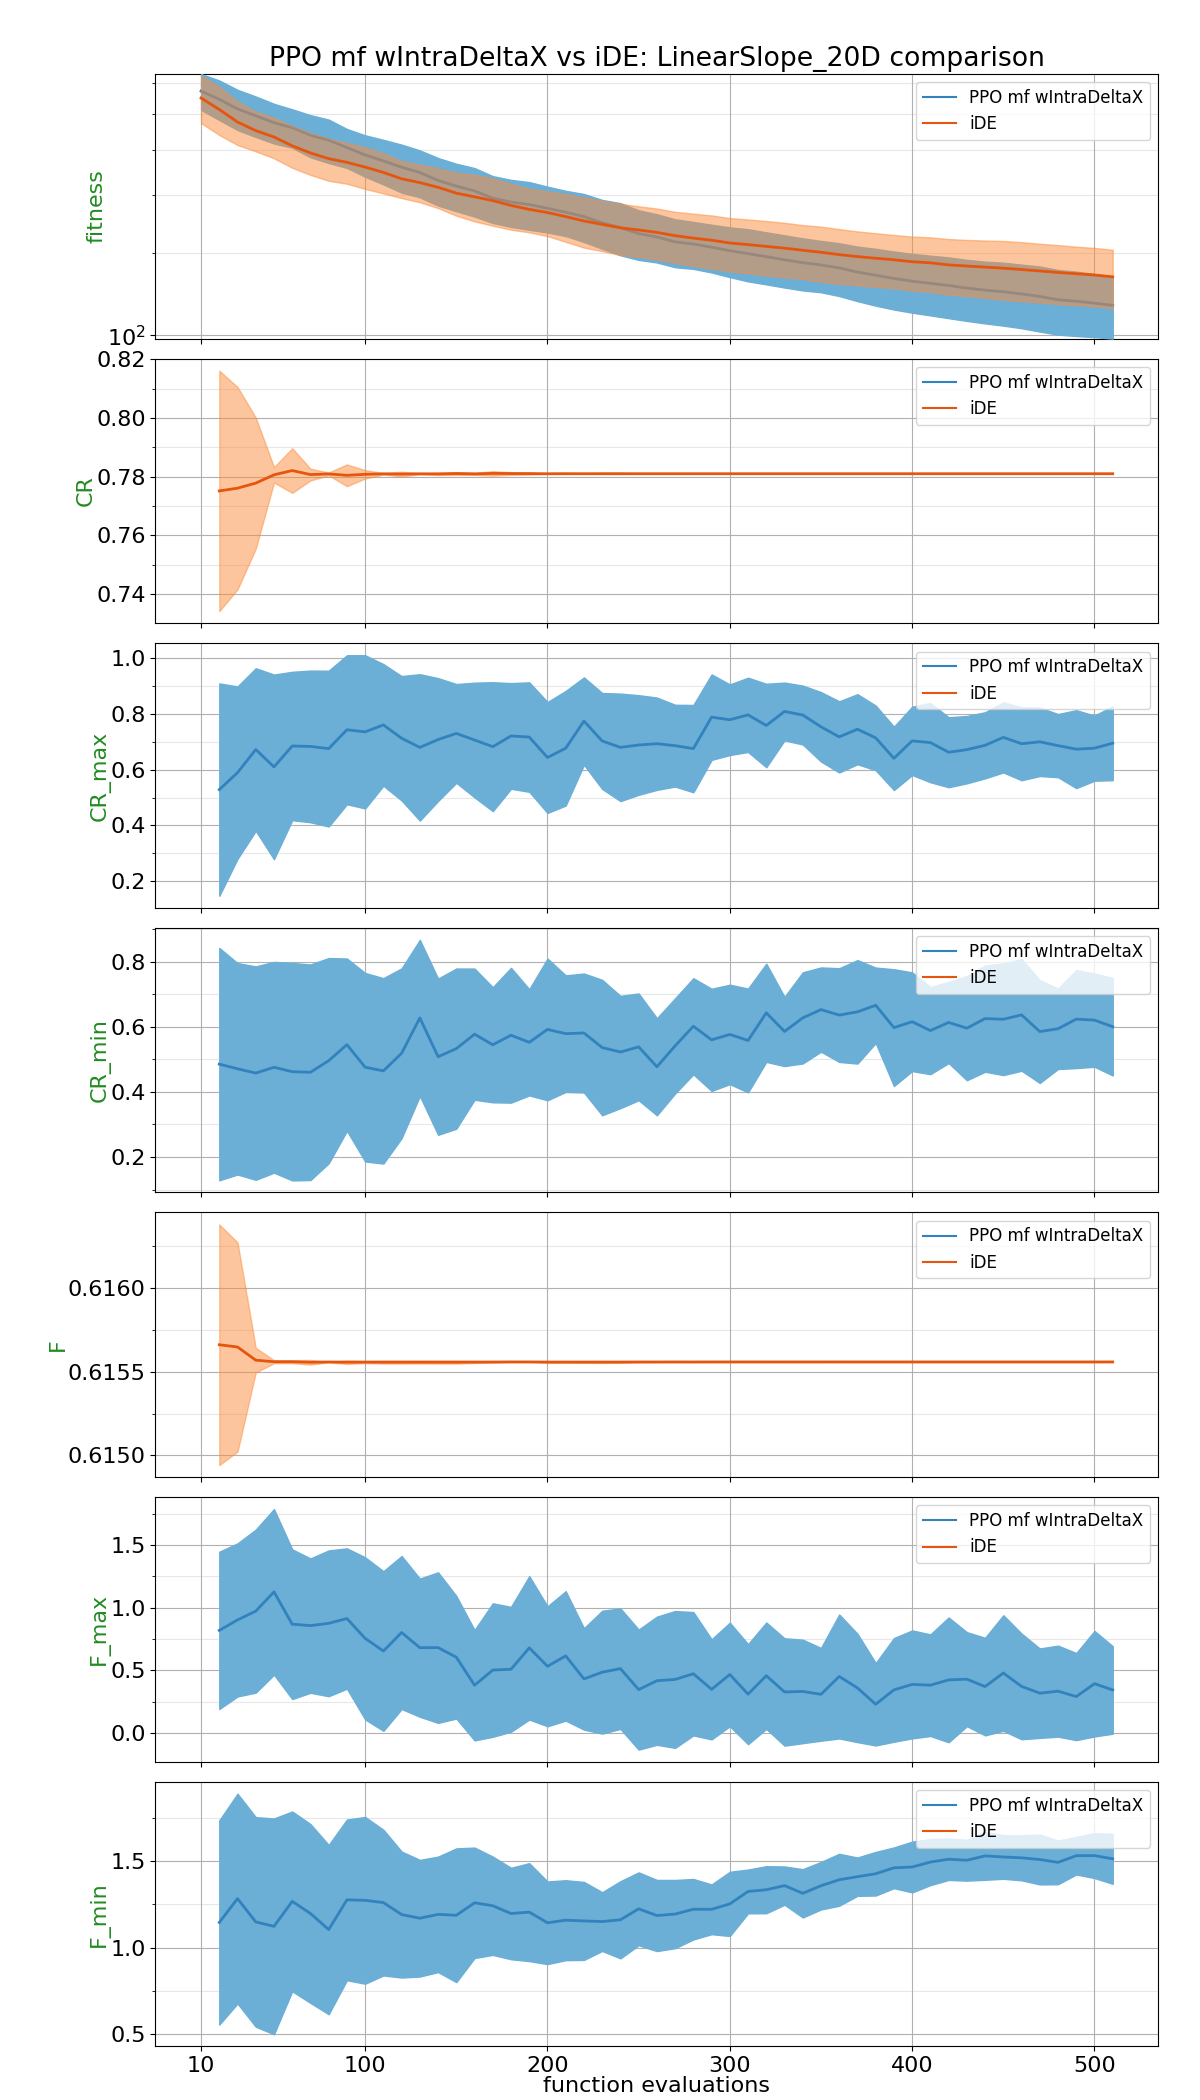 PPO mf wIntraDeltaX vs iDE: LinearSlope_20D comparison
PPO mf wIntraDeltaX
iDE
fitness
10²
PPO mf wIntraDeltaX
iDE
CR
0.82
0.80
0.78
0.76
0.74
PPO mf wIntraDeltaX
iDE
CR_max
1.0
0.8
0.6
0.4
0.2
PPO mf wIntraDeltaX
iDE
CR_min
0.8
0.6
0.4
0.2
PPO mf wIntraDeltaX
iDE
F
0.6160
0.6155
0.6150
PPO mf wIntraDeltaX
iDE
F_max
1.5
1.0
0.5
0.0
PPO mf wIntraDeltaX
iDE
F_min
1.5
1.0
0.5
10 100 200 300 400 500
function evaluations